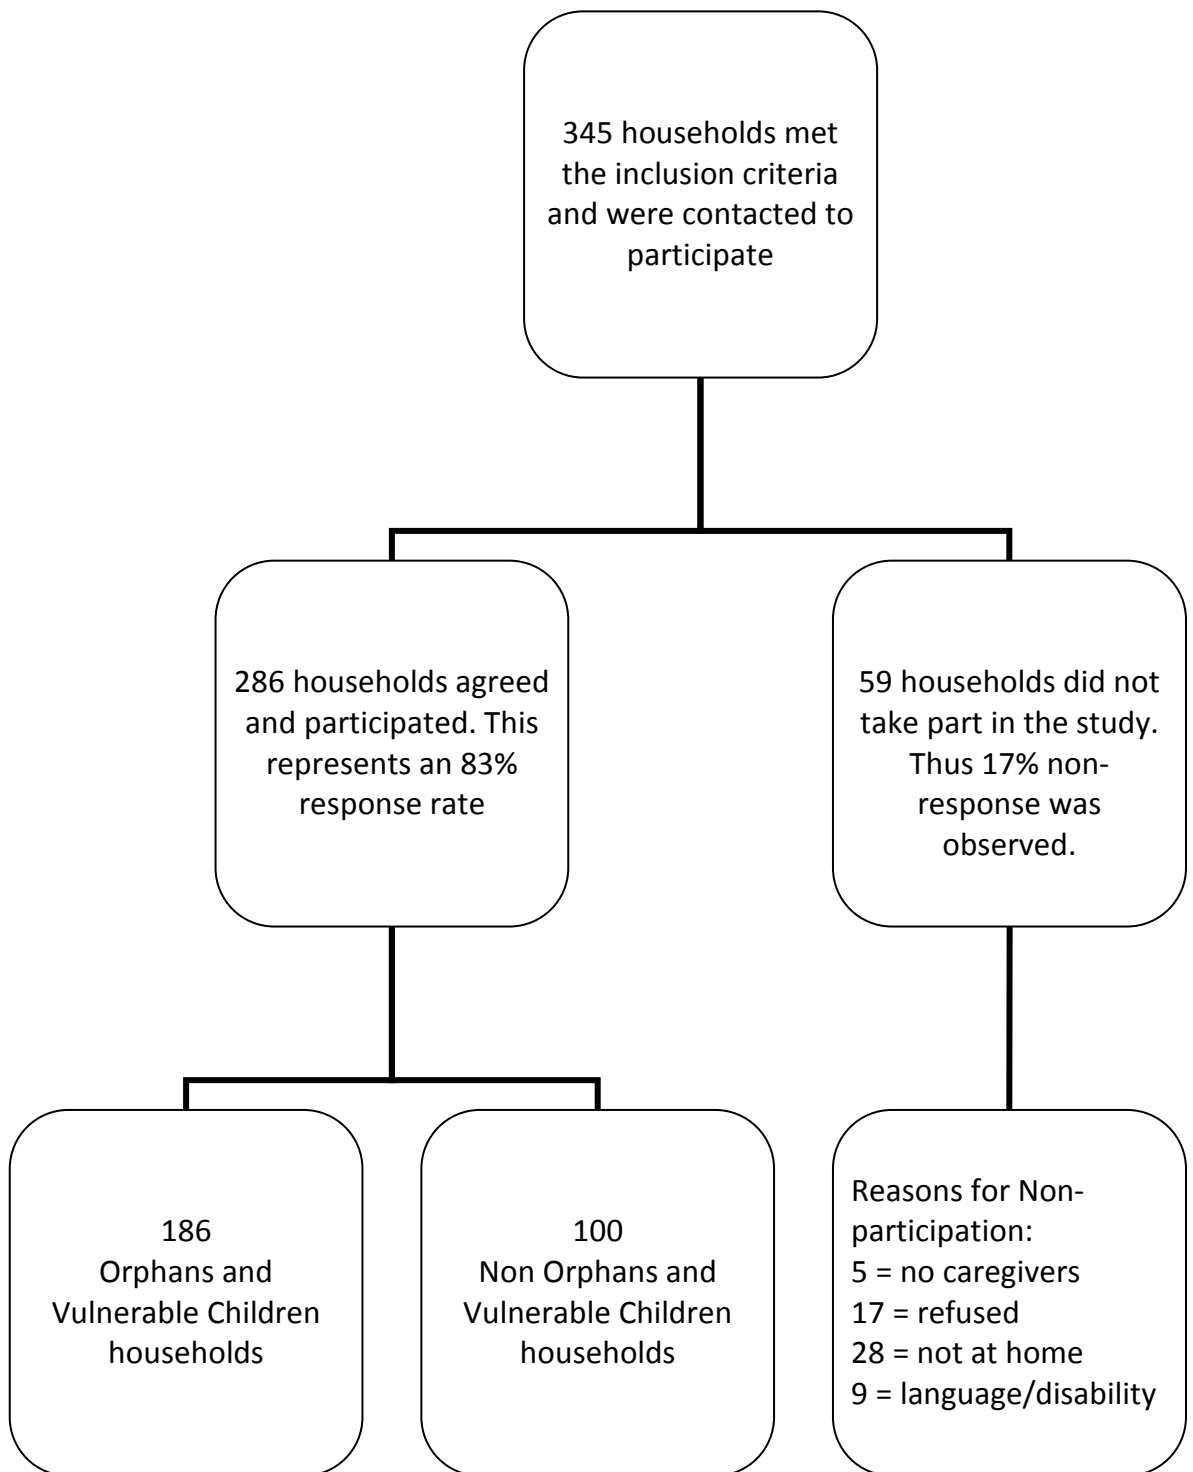 345 households met
the inclusion criteria
and were contacted to
participate
286 households agreed
and participated. This
represents an 83%
response rate
59 households did not
take part in the study.
Thus 17% non-
response was
observed.
186
Orphans and
Vulnerable Children
households
100
Non Orphans and
Vulnerable Children
households
Reasons for Non-
participation:
5 = no caregivers
17 = refused
28 = not at home
9 = language/disability